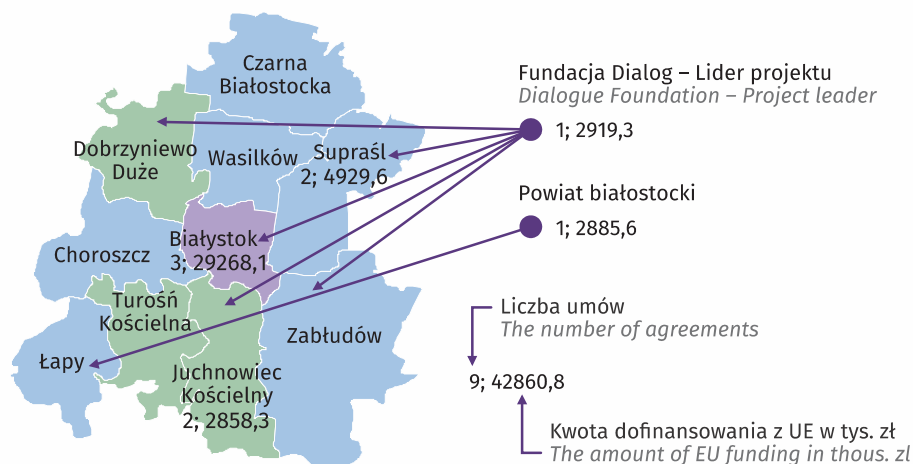 Czarna
Białostocka
Dobrzyniewo
Duże
Wasilków
Supraśl
2; 4929,6
Białystok
3; 29268,1
Choroszcz
Turośń
Kościelna
Zabłudów
Łapy
Juchnowiec
Kościelny
2; 2858,3
Fundacja Dialog – Lider projektu
Dialogue Foundation – Project leader
1; 2919,3
Powiat białostocki
1; 2885,6
Liczba umów
The number of agreements
9; 42860,8
Kwota dofinansowania z UE w tys. zł
The amount of EU funding in thous. zl